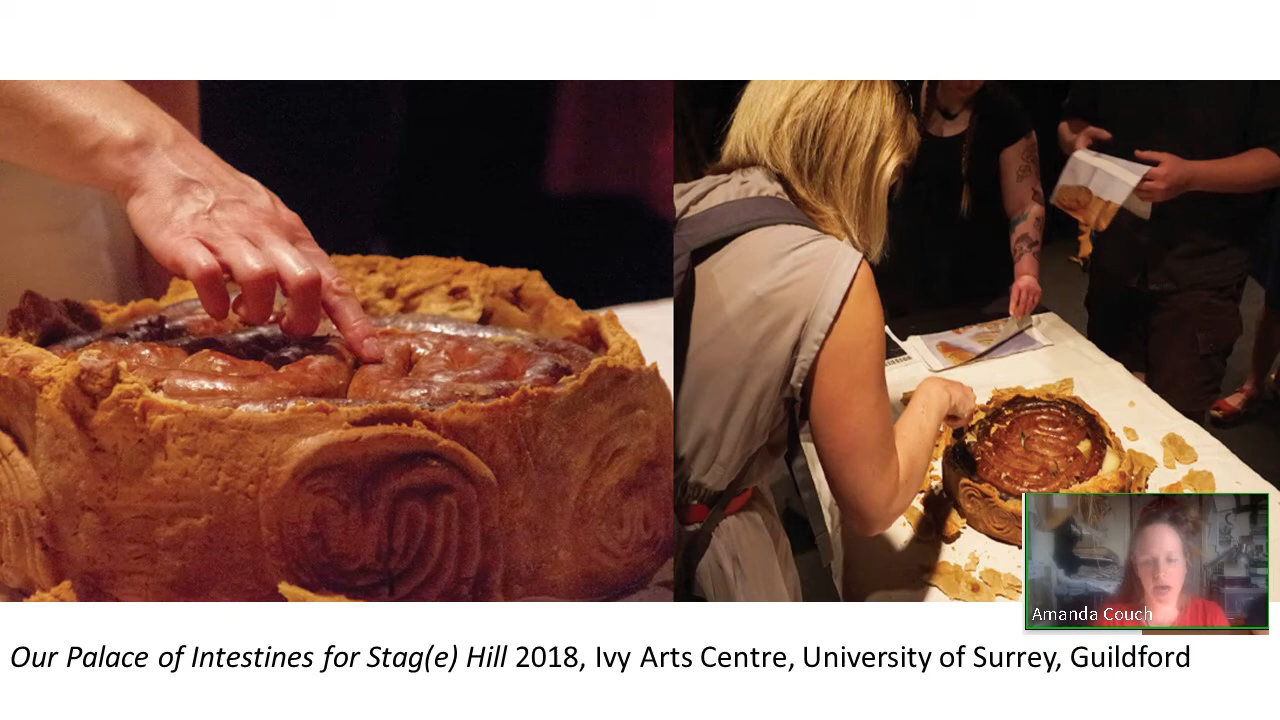 Amanda Couch
Our Palace of Intestines for Stag(e) Hill 2018, Ivy Arts Centre, University of Surrey, Guildford